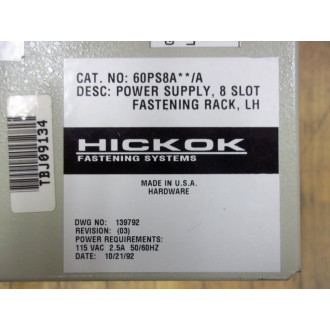 CAT. NO: 60PS8A**/A
DESC: POWER SUPPLY, 8 SLOT
FASTENING RACK, LH
HICKOK
FASTENING SYSTEMS
MADE IN U.S.A.
HARDWARE
DWG NO: 139792
REVISION: (03)
POWER REQUIREMENTS:
115 VAC 2.5A 50/60HZ
DATE: 10/21/92
TBJ09134